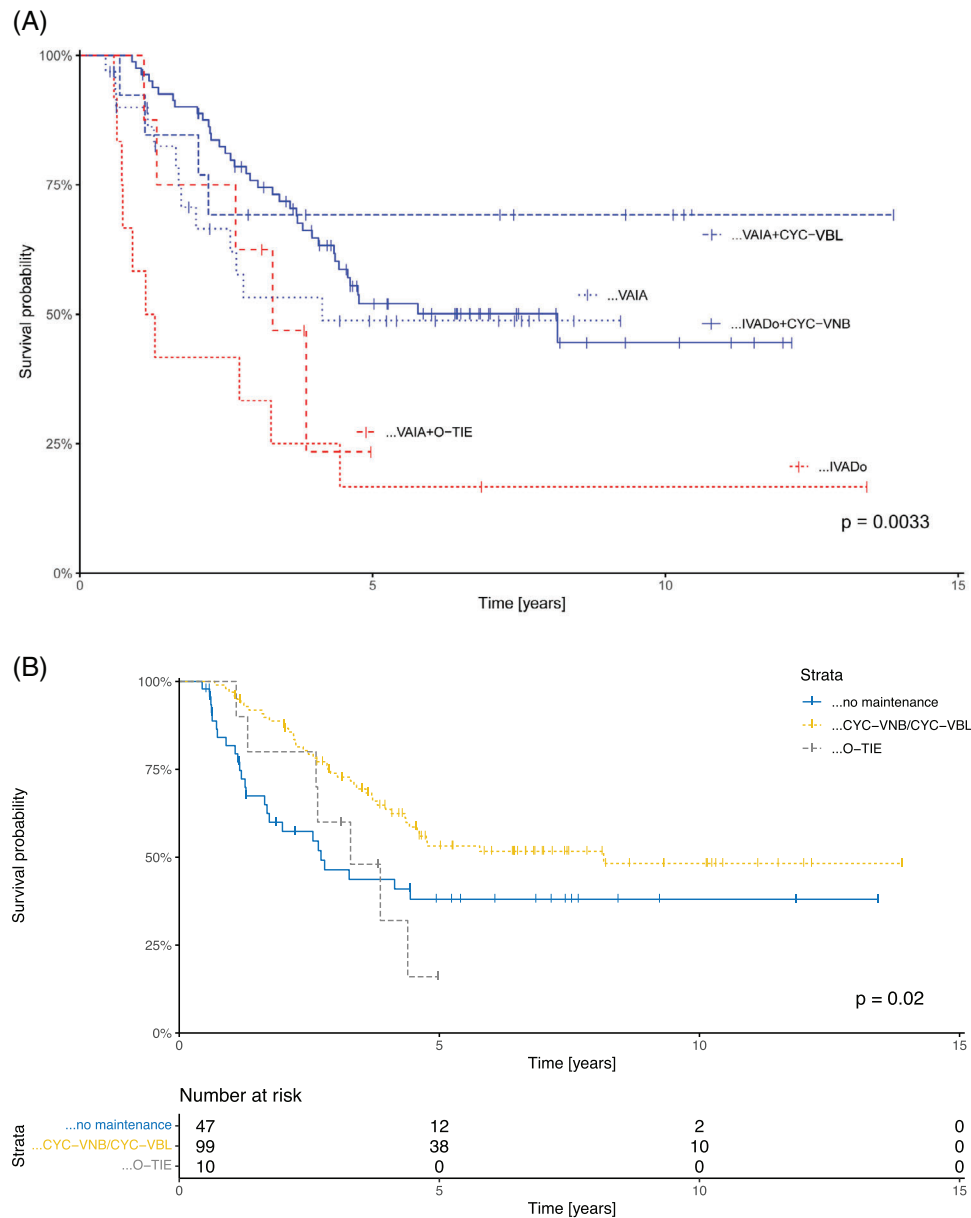 (A)
100%
75%
50%
25%
0%
Survival probability
...VAIA+CYC−VBL
...VAIA
...IVADo+CYC−VNB
...VAIA+O−TIE
...IVADo
p = 0.0033
0 5 10 15
Time [years]
(B)
Strata
...no maintenance
...CYC−VNB/CYC−VBL
...O−TIE
100%
75%
50%
25%
0%
Survival probability
p = 0.02
0 5 10 15
Time [years]
Number at risk
Strata
...no maintenance 47 12 2 0
...CYC−VNB/CYC−VBL 99 38 10 0
...O−TIE 10 0 0 0
0 5 10 15
Time [years]